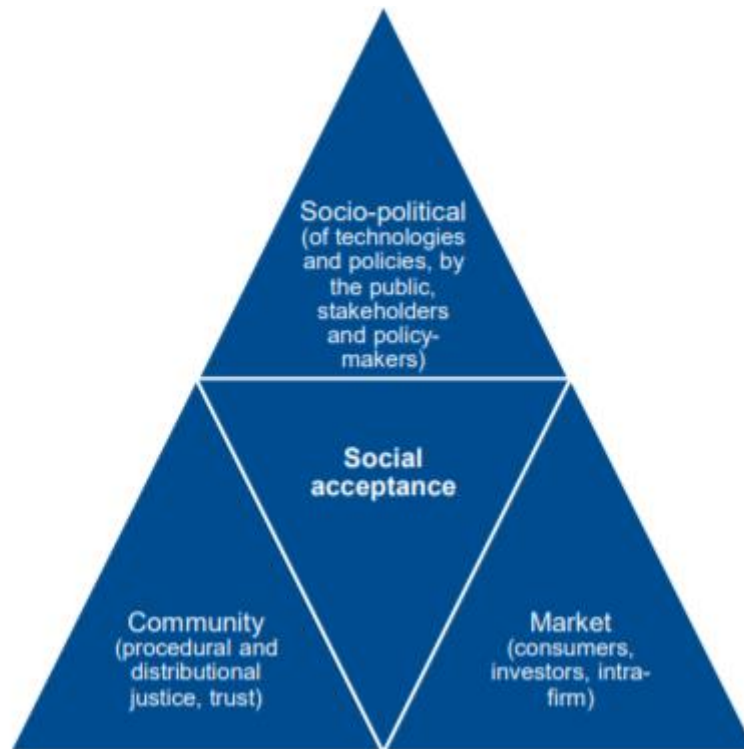 Socio-political
(of technologies
and policies, by
the public,
stakeholders
and policy-
makers)
Social
acceptance
Community
(procedural and
distributional
justice, trust)
Market
(consumers,
investors, intra-
firm)